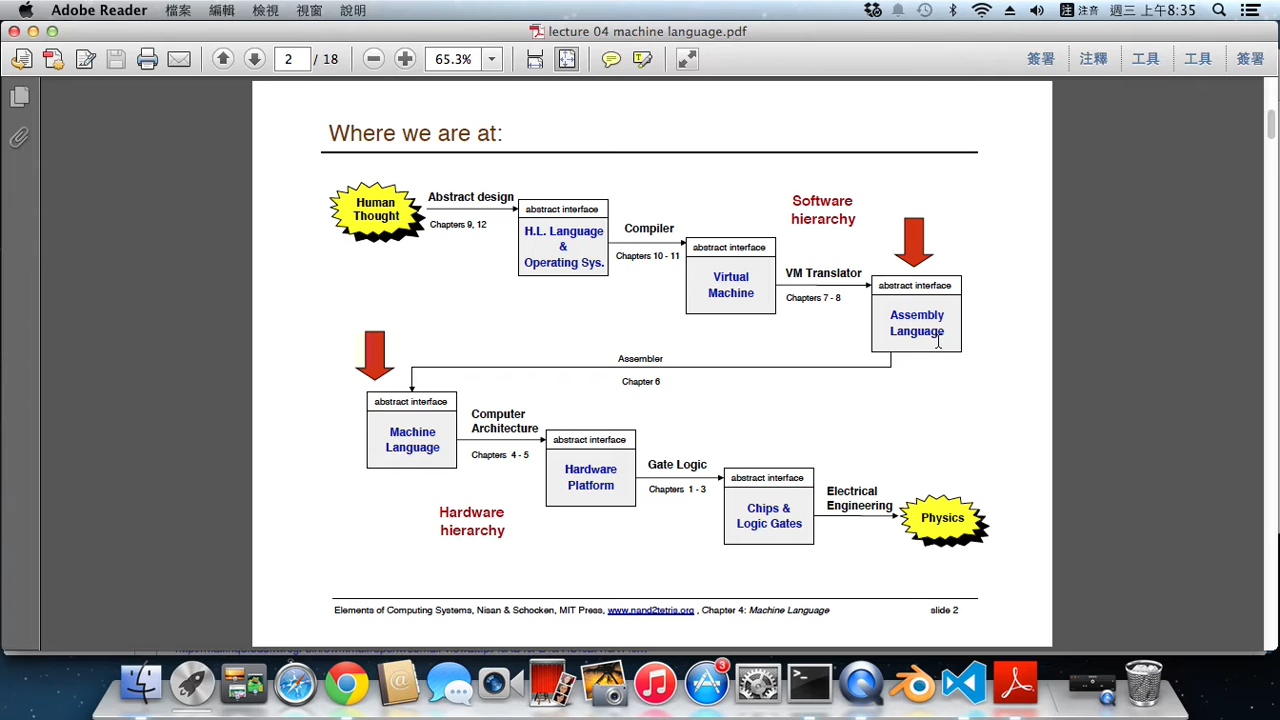 Adobe Reader 檔案 編輯 檢視 視窗 說明 注 注音 週三 上午8:35
lecture 04 machine language.pdf
2 / 18 65.3% 簽署 注釋 工具 工具 簽署
Where we are at:
Human
Thought
Abstract design
Chapters 9, 12
abstract interface
H.L. Language
&
Operating Sys.
Compiler
Chapters 10 - 11
abstract interface
Virtual
Machine
Software
hierarchy
VM Translator
Chapters 7 - 8
abstract interface
Assembly
Language
Assembler
Chapter 6
abstract interface
Machine
Language
Computer
Architecture
Chapters 4 - 5
abstract interface
Hardware
Platform
Hardware
hierarchy
Gate Logic
Chapters 1 - 3
abstract interface
Chips &
Logic Gates
Electrical
Engineering
Physics
Elements of Computing Systems, Nisan & Schocken, MIT Press, www.nand2tetris.org , Chapter 4: Machine Language slide 2
3